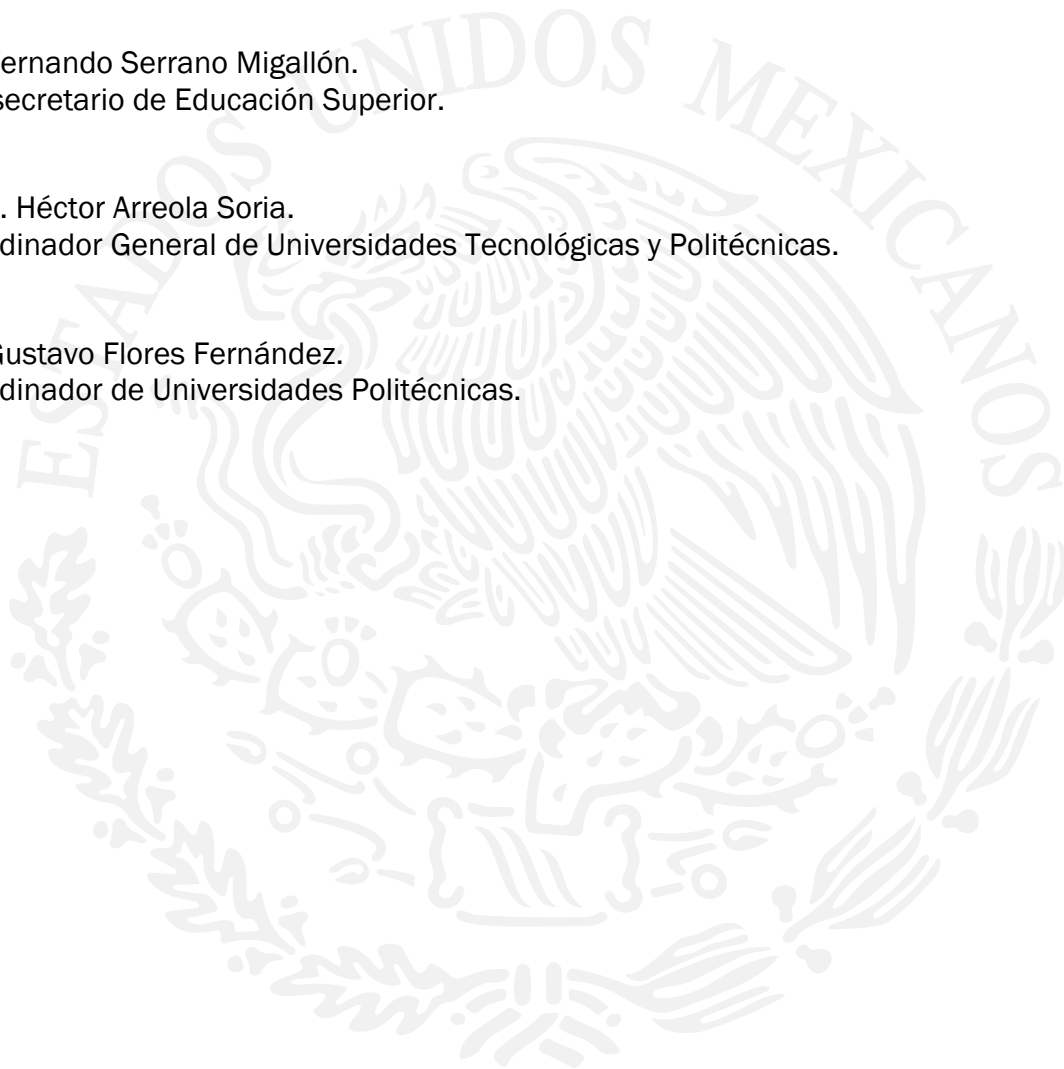 ernando Serrano Migallón.
secretario de Educación Superior.
. Héctor Arreola Soria.
dinador General de Universidades Tecnológicas y Politécnicas.
Gustavo Flores Fernández.
dinador de Universidades Politécnicas.
ESTADOS UNIDOS MEXICANOS